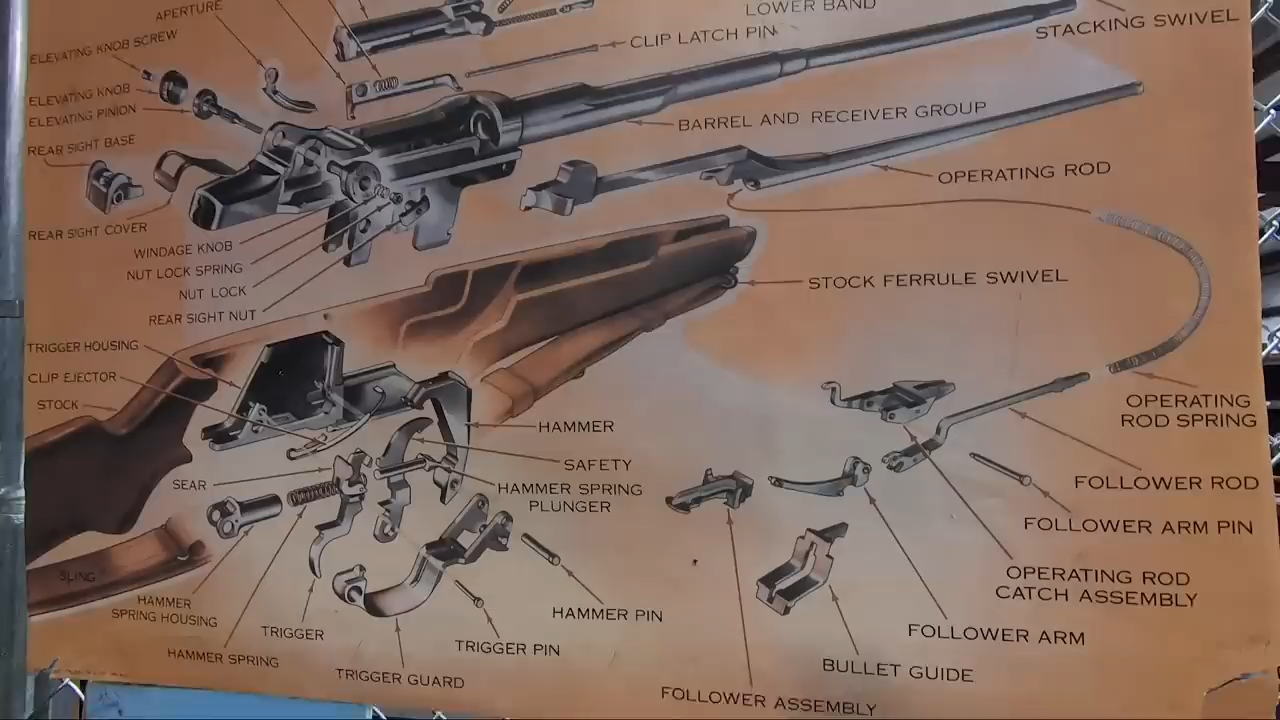 LOWER BAND
APERTURE
STACKING SWIVEL
ELEVATING KNOB SCREW
CLIP LATCH PIN
ELEVATING KNOB
ELEVATING PINION
BARREL AND RECEIVER GROUP
REAR SIGHT BASE
OPERATING ROD
REAR SIGHT COVER
WINDAGE KNOB
NUT LOCK SPRING
NUT LOCK
REAR SIGHT NUT
STOCK FERRULE SWIVEL
TRIGGER HOUSING
CLIP EJECTOR
STOCK
OPERATING
ROD SPRING
HAMMER
SAFETY
SEAR
HAMMER SPRING
PLUNGER
FOLLOWER ROD
FOLLOWER ARM PIN
SLING
OPERATING ROD
CATCH ASSEMBLY
HAMMER
SPRING HOUSING
HAMMER PIN
TRIGGER
FOLLOWER ARM
TRIGGER PIN
HAMMER SPRING
BULLET GUIDE
TRIGGER GUARD
FOLLOWER ASSEMBLY